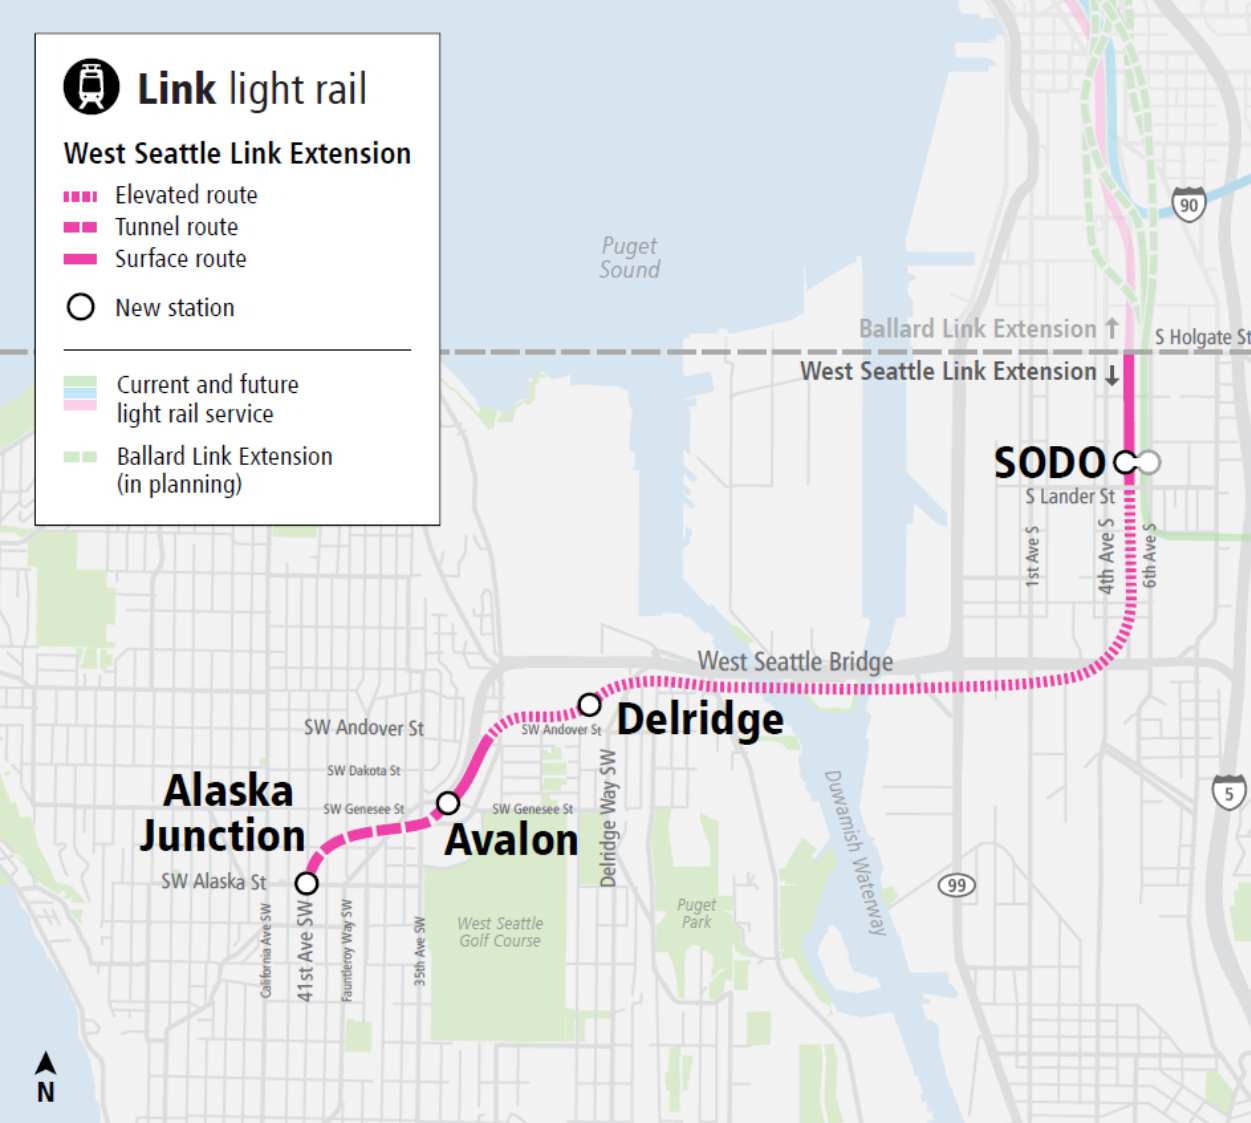 Link light rail
West Seattle Link Extension
Elevated route
Tunnel route
Surface route
New station
Current and future
light rail service
Ballard Link Extension
(in planning)
Puget
Sound
90
Ballard Link Extension ↑
S Holgate St
West Seattle Link Extension ↓
SODO
S Lander St
1st Ave S
4th Ave S
6th Ave S
West Seattle Bridge
Delridge
SW Andover St
SW Andover St
SW Dakota St
Alaska
Junction
SW Genesee St
SW Genesee St
Avalon
Delridge Way SW
Duwamish Waterway
5
99
SW Alaska St
California Ave SW
41st Ave SW
Fauntleroy Way SW
35th Ave SW
West Seattle
Golf Course
Puget
Park
N